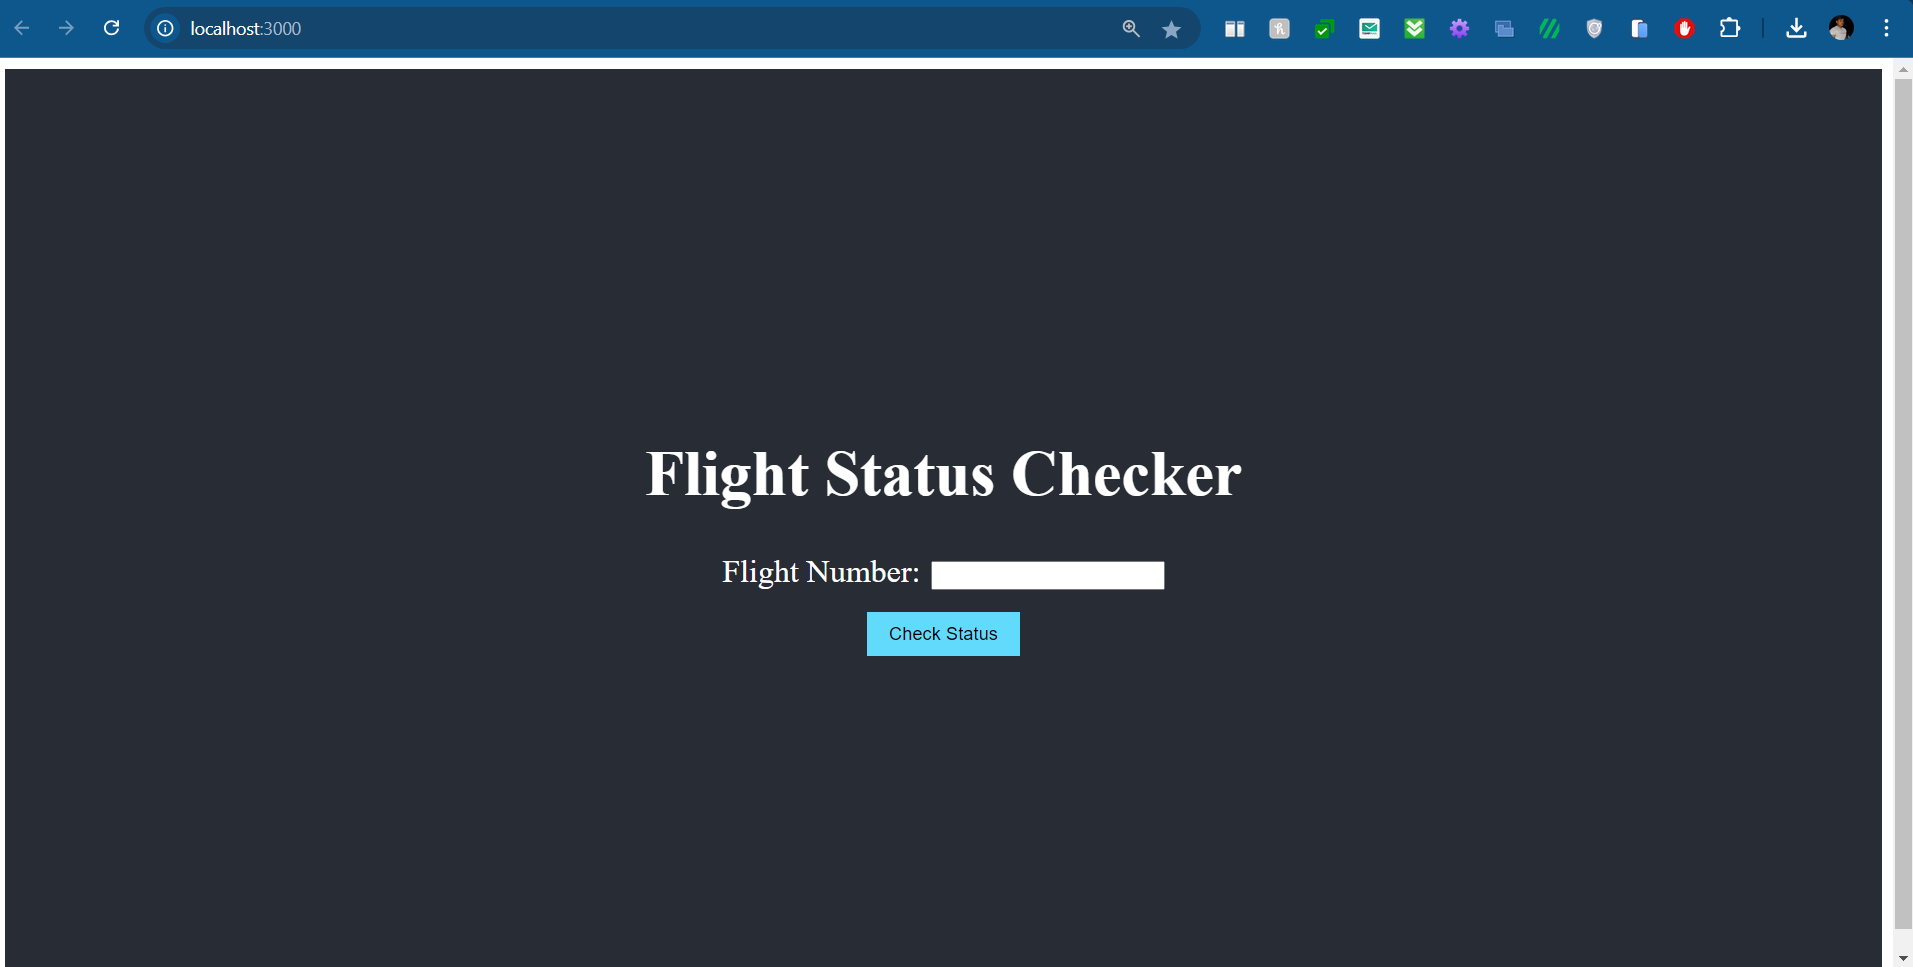 localhost:3000
Flight Status Checker
Flight Number:
Check Status